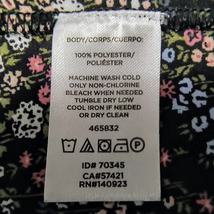 BODY/CORPS/CUERPO:
100% POLYESTER/
POLIÉSTER
MACHINE WASH COLD
ONLY NON-CHLORINE
BLEACH WHEN NEEDED
TUMBLE DRY LOW
COOL IRON IF NEEDED
OR DRY CLEAN
465832
ID# 70345
CA#57421
RN#140923